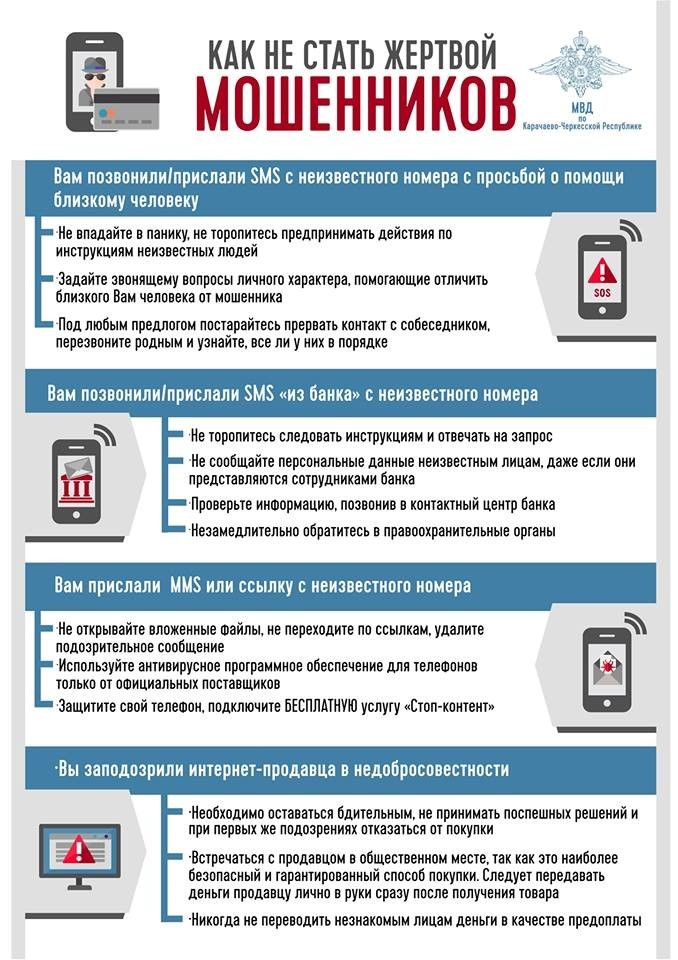 КАК НЕ СТАТЬ ЖЕРТВОЙ
МОШЕННИКОВ
МВД
по
Карачаево-Черкесской Республике
Вам позвонили/прислали SMS с неизвестного номера с просьбой о помощи
близкому человеку
·Не впадайте в панику, не торопитесь предпринимать действия по
инструкциям неизвестных людей
·Задайте звонящему вопросы личного характера, помогающие отличить
близкого Вам человека от мошенника
·Под любым предлогом постарайтесь прервать контакт с собеседником,
перезвоните родным и узнайте, все ли у них в порядке
SOS
Вам позвонили/прислали SMS «из банка» с неизвестного номера
·Не торопитесь следовать инструкциям и отвечать на запрос
·Не сообщайте персональные данные неизвестным лицам, даже если они
представляются сотрудниками банка
·Проверьте информацию, позвонив в контактный центр банка
·Незамедлительно обратитесь в правоохранительные органы
Вам прислали MMS или ссылку с неизвестного номера
·Не открывайте вложенные файлы, не переходите по ссылкам, удалите
подозрительное сообщение
·Используйте антивирусное программное обеспечение для телефонов
только от официальных поставщиков
·Защитите свой телефон, подключите БЕСПЛАТНУЮ услугу «Стоп-контент»
·Вы заподозрили интернет-продавца в недобросовестности
·Необходимо оставаться бдительным, не принимать поспешных решений и
при первых же подозрениях отказаться от покупки
·Встречаться с продавцом в общественном месте, так как это наиболее
безопасный и гарантированный способ покупки. Следует передавать
деньги продавцу лично в руки сразу после получения товара
·Никогда не переводить незнакомым лицам деньги в качестве предоплаты